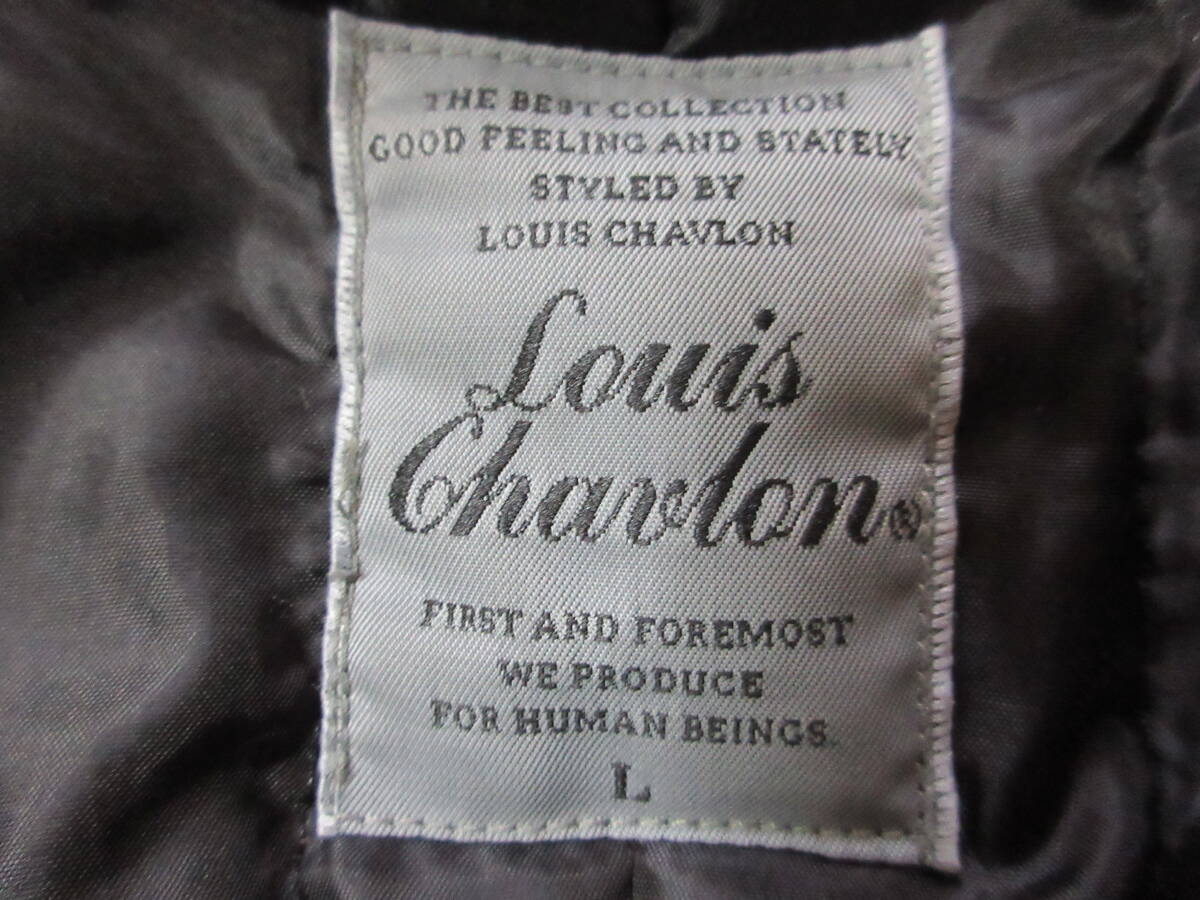 THE BEST COLLECTION
GOOD FEELING AND STATELY
STYLED BY
LOUIS CHAVLON
Louis
Chavlon®
FIRST AND FOREMOST
WE PRODUCE
FOR HUMAN BEINGS.
L